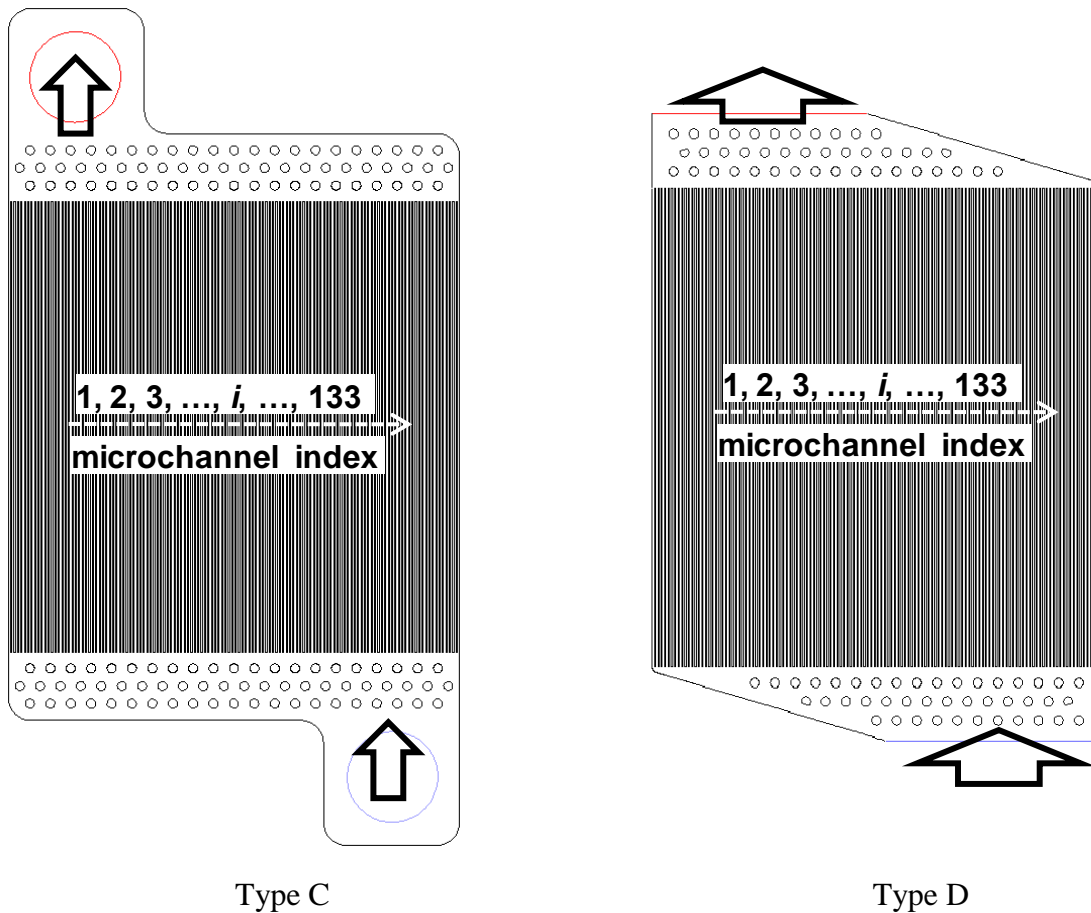 1, 2, 3, …, i, …, 133
microchannel index
1, 2, 3, …, i, …, 133
microchannel index
Type C
Type D